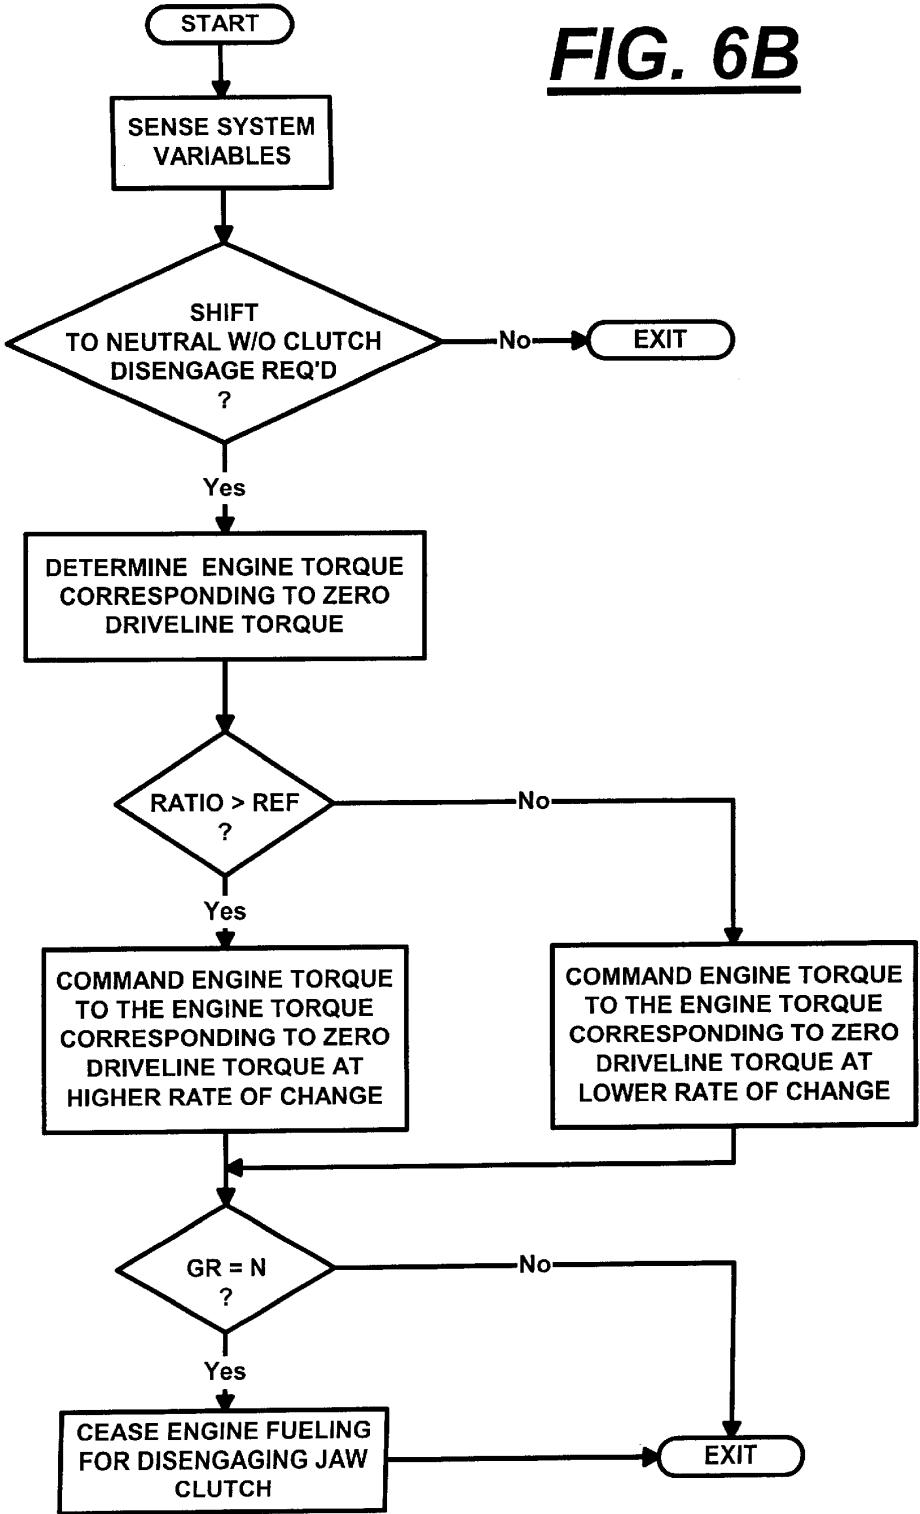 START
FIG. 6B
SENSE SYSTEM
VARIABLES
SHIFT
TO NEUTRAL W/O CLUTCH
DISENGAGE REQ'D
?
No
EXIT
Yes
DETERMINE ENGINE TORQUE
CORRESPONDING TO ZERO
DRIVELINE TORQUE
RATIO > REF
?
No
Yes
COMMAND ENGINE TORQUE
TO THE ENGINE TORQUE
CORRESPONDING TO ZERO
DRIVELINE TORQUE AT
HIGHER RATE OF CHANGE
COMMAND ENGINE TORQUE
TO THE ENGINE TORQUE
CORRESPONDING TO ZERO
DRIVELINE TORQUE AT
LOWER RATE OF CHANGE
GR = N
?
No
Yes
CEASE ENGINE FUELING
FOR DISENGAGING JAW
CLUTCH
EXIT